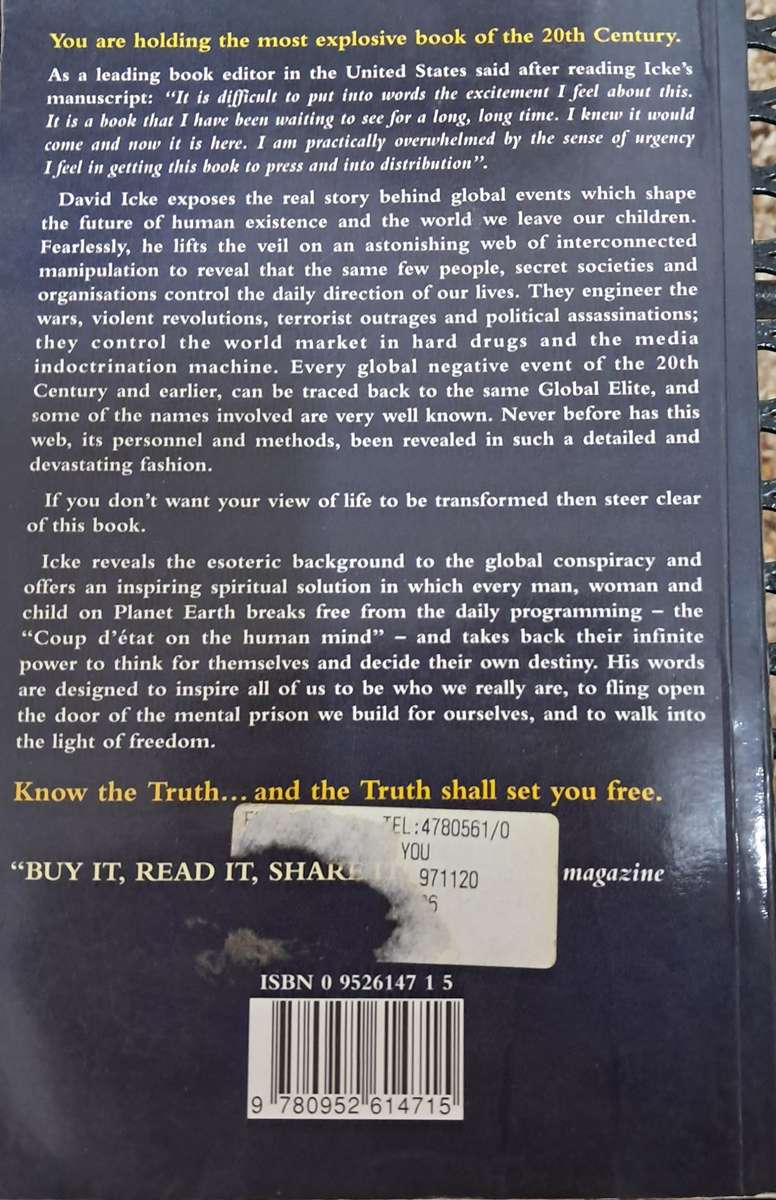 You are holding the most explosive book of the 20th Century.
As a leading book editor in the United States said after reading Icke's
manuscript: "It is difficult to put into words the excitement I feel about this.
It is a book that I have been waiting to see for a long, long time. I knew it would
come and now it is here. I am practically overwhelmed by the sense of urgency
I feel in getting this book to press and into distribution".
David Icke exposes the real story behind global events which shape
the future of human existence and the world we leave our children.
Fearlessly, he lifts the veil on an astonishing web of interconnected
manipulation to reveal that the same few people, secret societies and
organisations control the daily direction of our lives. They engineer the
wars, violent revolutions, terrorist outrages and political assassinations;
they control the world market in hard drugs and the media
indoctrination machine. Every global negative event of the 20th
Century and earlier, can be traced back to the same Global Elite, and
some of the names involved are very well known. Never before has this
web, its personnel and methods, been revealed in such a detailed and
devastating fashion.
If you don't want your view of life to be transformed then steer clear
of this book.
Icke reveals the esoteric background to the global conspiracy and
offers an inspiring spiritual solution in which every man, woman and
child on Planet Earth breaks free from the daily programming – the
"Coup d'état on the human mind" – and takes back their infinite
power to think for themselves and decide their own destiny. His words
are designed to inspire all of us to be who we really are, to fling open
the door of the mental prison we build for ourselves, and to walk into
the light of freedom.
Know the Truth... and the Truth shall set you free.
TEL:4780561/0
YOU
"BUY IT, READ IT, SHARE magazine
971120
ISBN 0 9526147 1 5
9 780952 614715